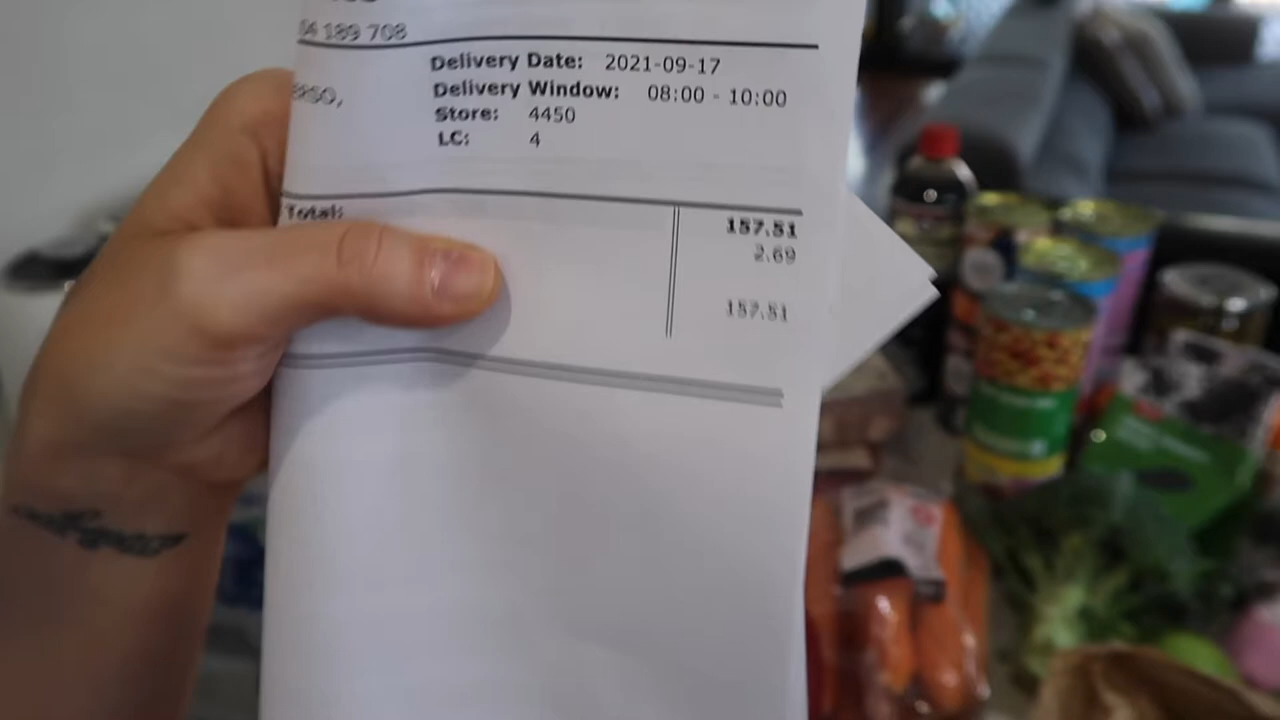 189 708
Delivery Date: 2021-09-17
Delivery Window: 08:00 - 10:00
Store: 4450
LC: 4
Total: 157.51
2.69
157.51